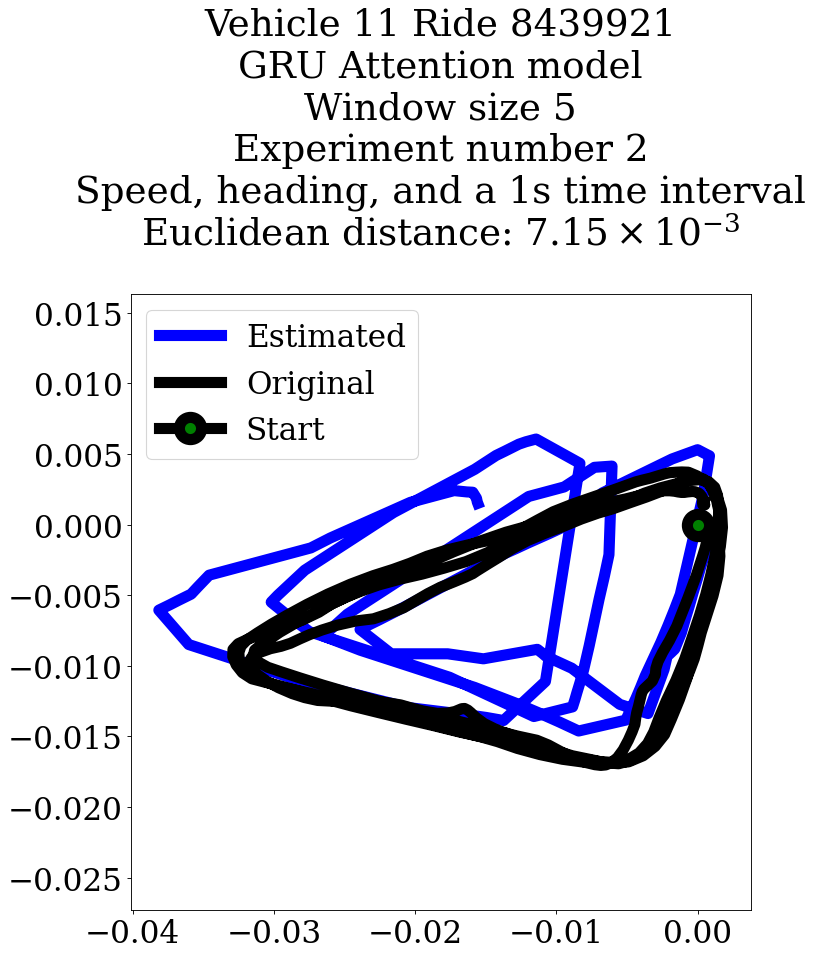 Vehicle 11 Ride 8439921
GRU Attention model
Window size 5
Experiment number 2
Speed, heading, and a 1s time interval
Euclidean distance: 7.15 × 10⁻³
0.015
0.010
0.005
0.000
−0.005
−0.010
−0.015
−0.020
−0.025
Estimated
Original
Start
−0.04 −0.03 −0.02 −0.01 0.00